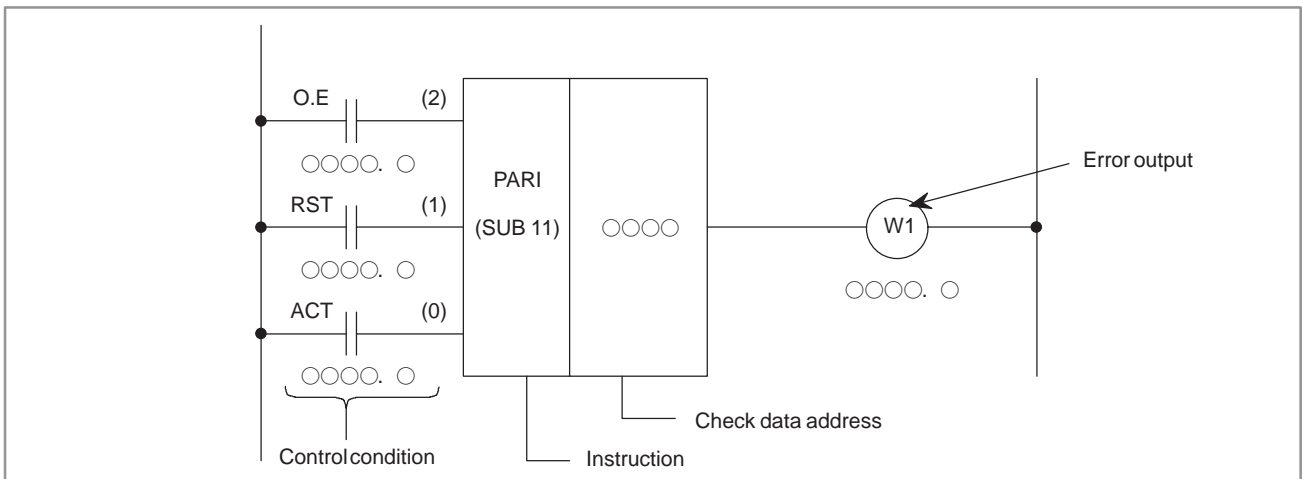 O.E (2)
○○○○. ○
RST (1)
○○○○. ○
ACT (0)
○○○○. ○
Control condition
PARI
(SUB 11)
○○○○
Instruction
Check data address
W1
○○○○. ○
Error output